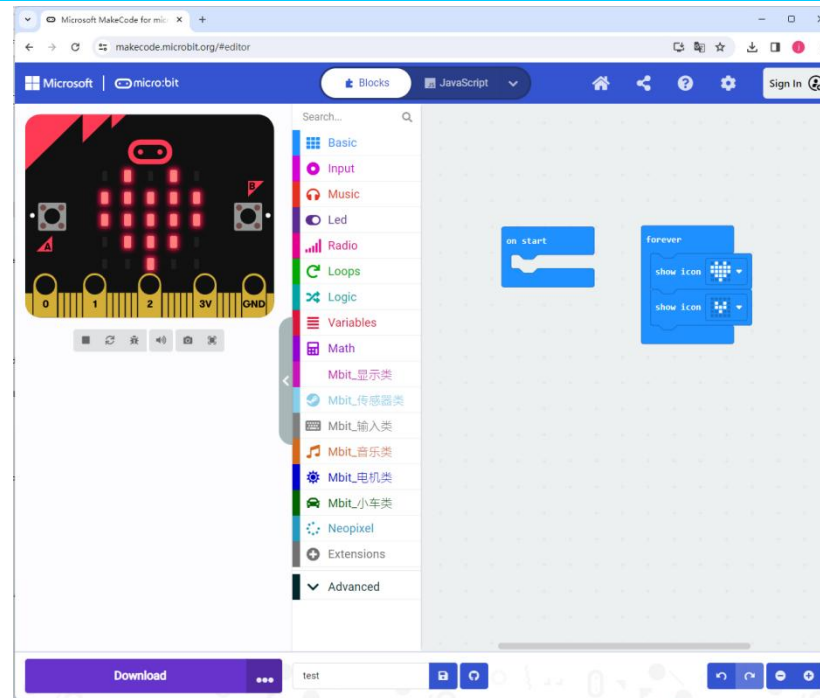 Microsoft MakeCode for mic
makecode.microbit.org/#editor
Microsoft | micro:bit
Blocks
JavaScript
Sign In
Search...
Basic
Input
Music
Led
Radio
Loops
Logic
Variables
Math
Mbit_显示类
Mbit_传感器类
Mbit_输入类
Mbit_音乐类
Mbit_电机类
Mbit_小车类
Neopixel
Extensions
Advanced
A
B
0 1 2 3V GND
on start
forever
show icon
show icon
Download
test